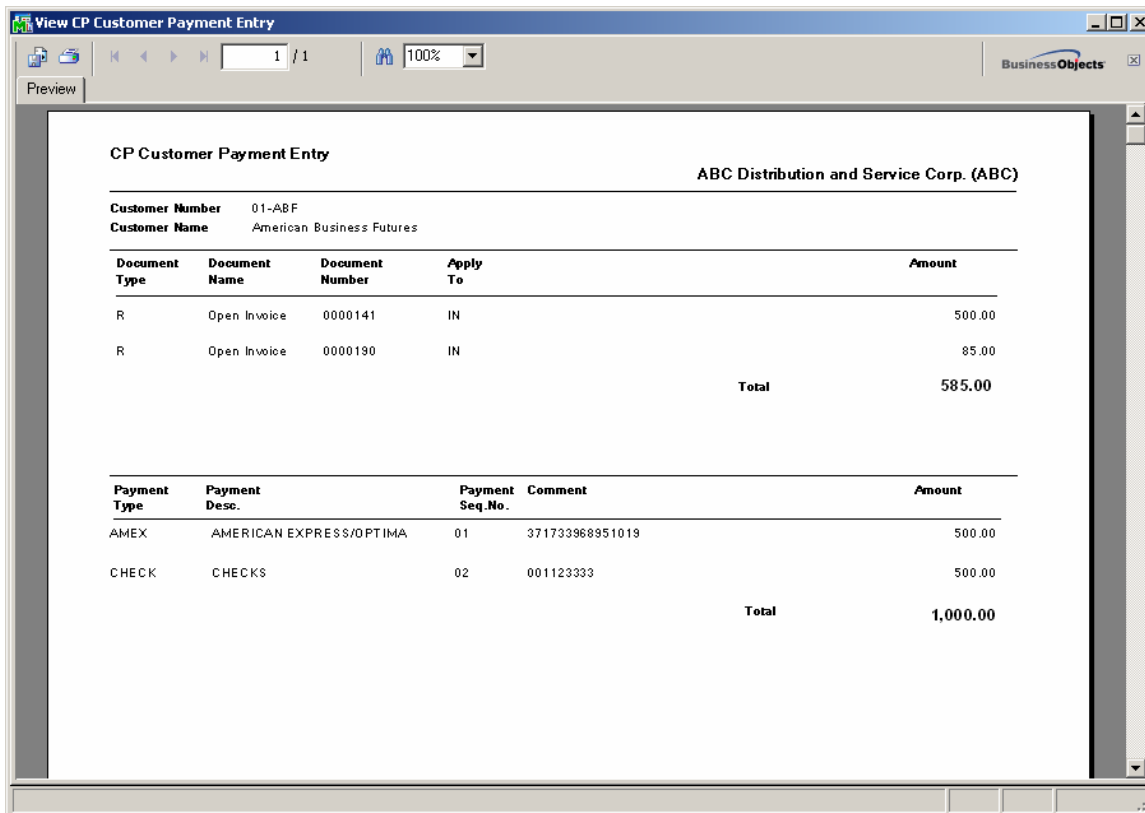 View CP Customer Payment Entry
1 / 1 100% BusinessObjects
Preview
CP Customer Payment Entry
ABC Distribution and Service Corp. (ABC)
Customer Number 01-ABF
Customer Name American Business Futures
Document Type Document Name Document Number Apply To Amount
R Open Invoice 0000141 IN 500.00
R Open Invoice 0000190 IN 85.00
Total 585.00
Payment Type Payment Desc. Payment Seq.No. Comment Amount
AMEX AMERICAN EXPRESS/OPTIMA 01 371733968951019 500.00
CHECK CHECKS 02 001123333 500.00
Total 1,000.00